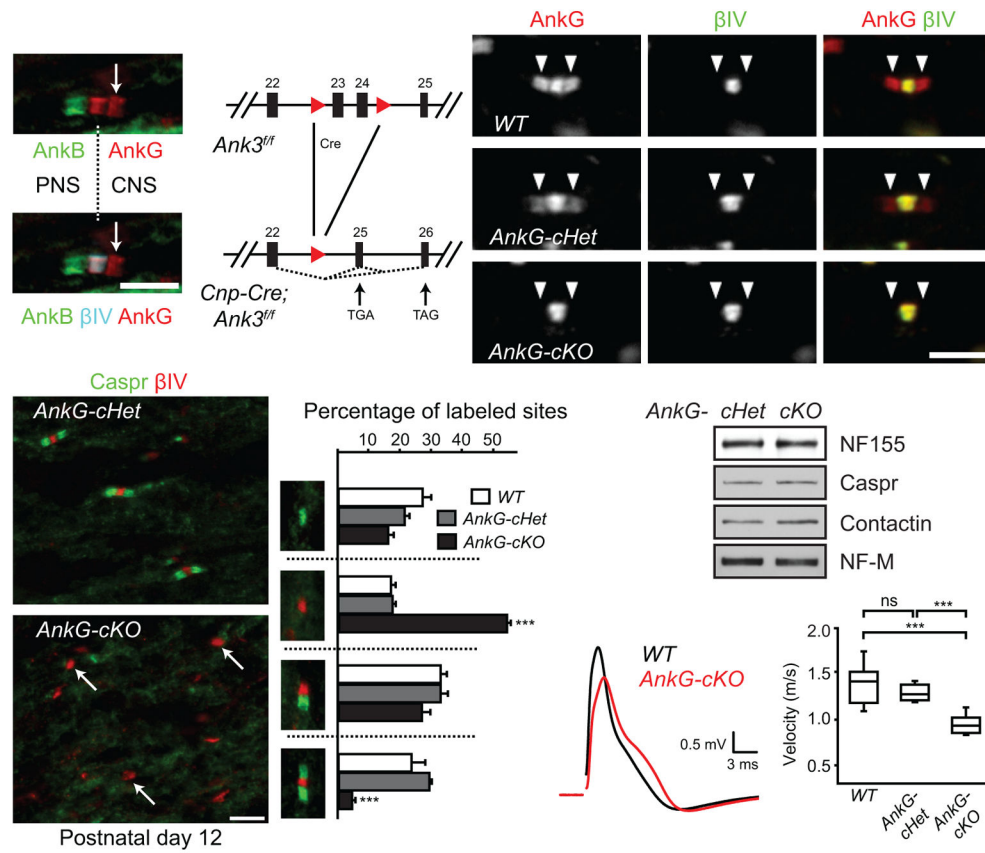 AnkB AnkG
PNS CNS
AnkB βIV AnkG
22 23 24 25
Ank3f/f
Cre
22 25 26
Cnp-Cre;
Ank3f/f
TGA TAG
AnkG βIV AnkG βIV
WT
AnkG-cHet
AnkG-cKO
Caspr βIV
AnkG-cHet
AnkG-cKO
Postnatal day 12
Percentage of labeled sites
10 20 30 40 50
WT
AnkG-cHet
AnkG-cKO
***
***
AnkG- cHet cKO
NF155
Caspr
Contactin
NF-M
WT
AnkG-cKO
0.5 mV
3 ms
ns ***
***
Velocity (m/s)
2.0
1.5
1.0
0.5
WT
AnkG-
cHet
AnkG-
cKO